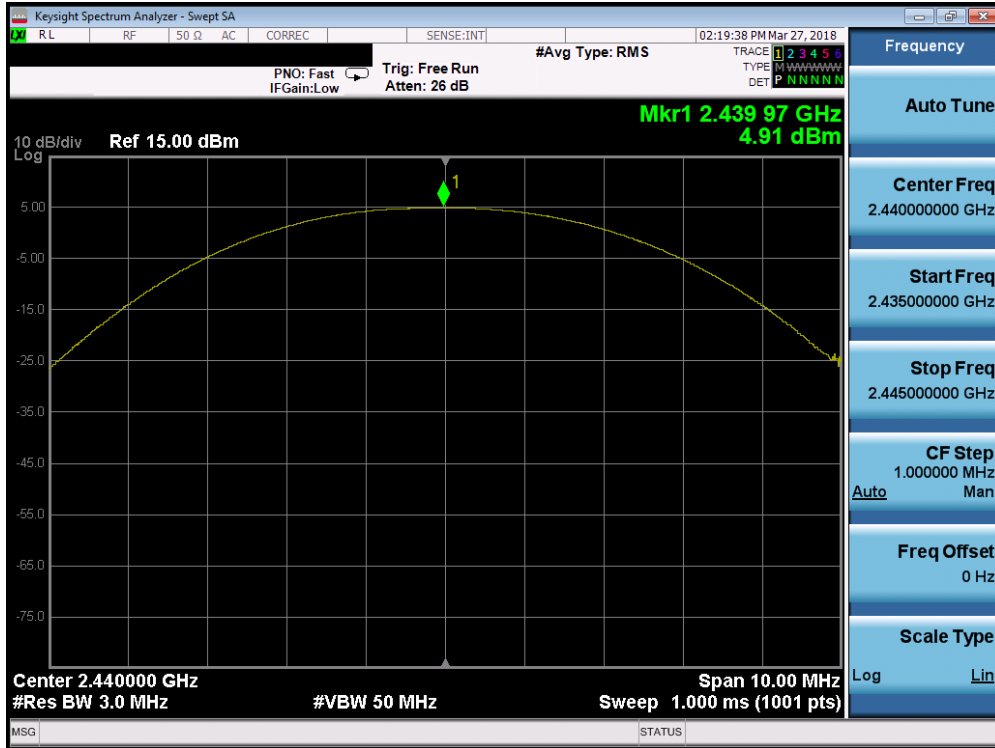 LXI Keysight Spectrum Analyzer - Swept SA
RL RF 50 Ω AC CORREC SENSE:INT 02:19:38 PM Mar 27, 2018
#Avg Type: RMS TRACE 1 2 3 4 5 6
PNO: Fast Trig: Free Run TYPE MWWWWW
IFGain:Low Atten: 26 dB DET P N N N N N
Mkr1 2.439 97 GHz
4.91 dBm
10 dB/div Ref 15.00 dBm
Log
1
5.00
-5.00
-15.0
-25.0
-35.0
-45.0
-55.0
-65.0
-75.0
Center 2.440000 GHz Span 10.00 MHz
#Res BW 3.0 MHz #VBW 50 MHz Sweep 1.000 ms (1001 pts)
MSG STATUS
Frequency
Auto Tune
Center Freq
2.440000000 GHz
Start Freq
2.435000000 GHz
Stop Freq
2.445000000 GHz
CF Step
1.000000 MHz
Auto Man
Freq Offset
0 Hz
Scale Type
Log Lin